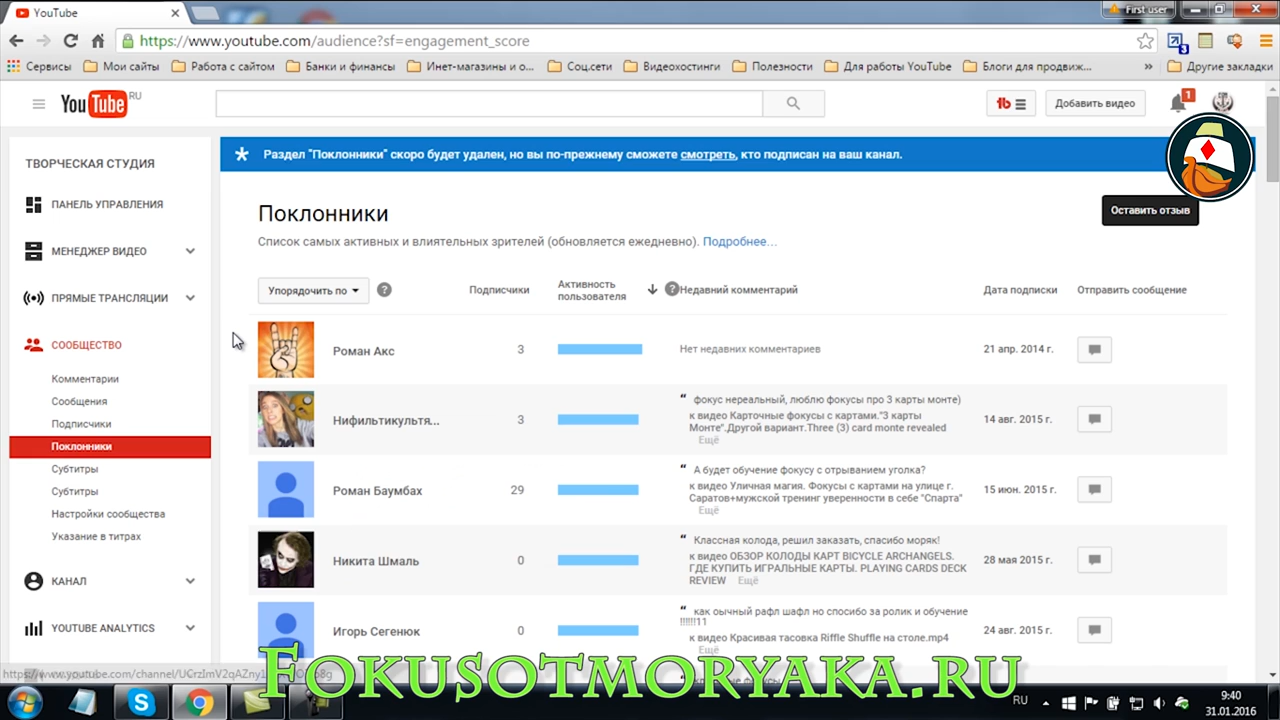 YouTube
First user
https://www.youtube.com/audience?sf=engagement_score
3
Сервисы
Мои сайты
Работа с сайтом
Банки и финансы
Инет-магазины и о...
Соц.сети
Видеохостинги
Полезности
Для работы YouTube
Блоги для продвиж...
»
Другие закладки
YouTube RU
Добавить видео
1
ТВОРЧЕСКАЯ СТУДИЯ
ПАНЕЛЬ УПРАВЛЕНИЯ
МЕНЕДЖЕР ВИДЕО
ПРЯМЫЕ ТРАНСЛЯЦИИ
СООБЩЕСТВО
Комментарии
Сообщения
Подписчики
Поклонники
Субтитры
Субтитры
Настройки сообщества
Указание в титрах
КАНАЛ
YOUTUBE ANALYTICS
Раздел "Поклонники" скоро будет удален, но вы по-прежнему сможете смотреть, кто подписан на ваш канал.
Поклонники
Оставить отзыв
Список самых активных и влиятельных зрителей (обновляется ежедневно). Подробнее...
Упорядочить по
?
Подписчики
Активность пользователя
?
Недавний комментарий
Дата подписки
Отправить сообщение
Роман Акс
3
Нет недавних комментариев
21 апр. 2014 г.
Нифильтикультя...
3
“ фокус нереальный, люблю фокусы про 3 карты монте)
к видео Карточные фокусы с картами."3 карты
Монте".Другой вариант.Three (3) card monte revealed
Ещё
14 авг. 2015 г.
Роман Баумбах
29
“ А будет обучение фокусу с отрыванием уголка?
к видео Уличная магия. Фокусы с картами на улице г.
Саратов+мужской тренинг уверенности в себе "Спарта"
Ещё
15 июн. 2015 г.
Никита Шмаль
0
“ Классная колода, решил заказать, спасибо моряк!
к видео ОБЗОР КОЛОДЫ КАРТ BICYCLE ARCHANGELS.
ГДЕ КУПИТЬ ИГРАЛЬНЫЕ КАРТЫ. PLAYING CARDS DECK
REVIEW Ещё
28 мая 2015 г.
Игорь Сегенюк
0
“ как оычный рафл шафл но спосибо за ролик и обучение
!!!!!!11
к видео Красивая тасовка Riffle Shuffle на столе.mp4
Ещё
24 авг. 2015 г.
FOKUSOTMORYAKA.RU
RU
9:40
31.01.2016